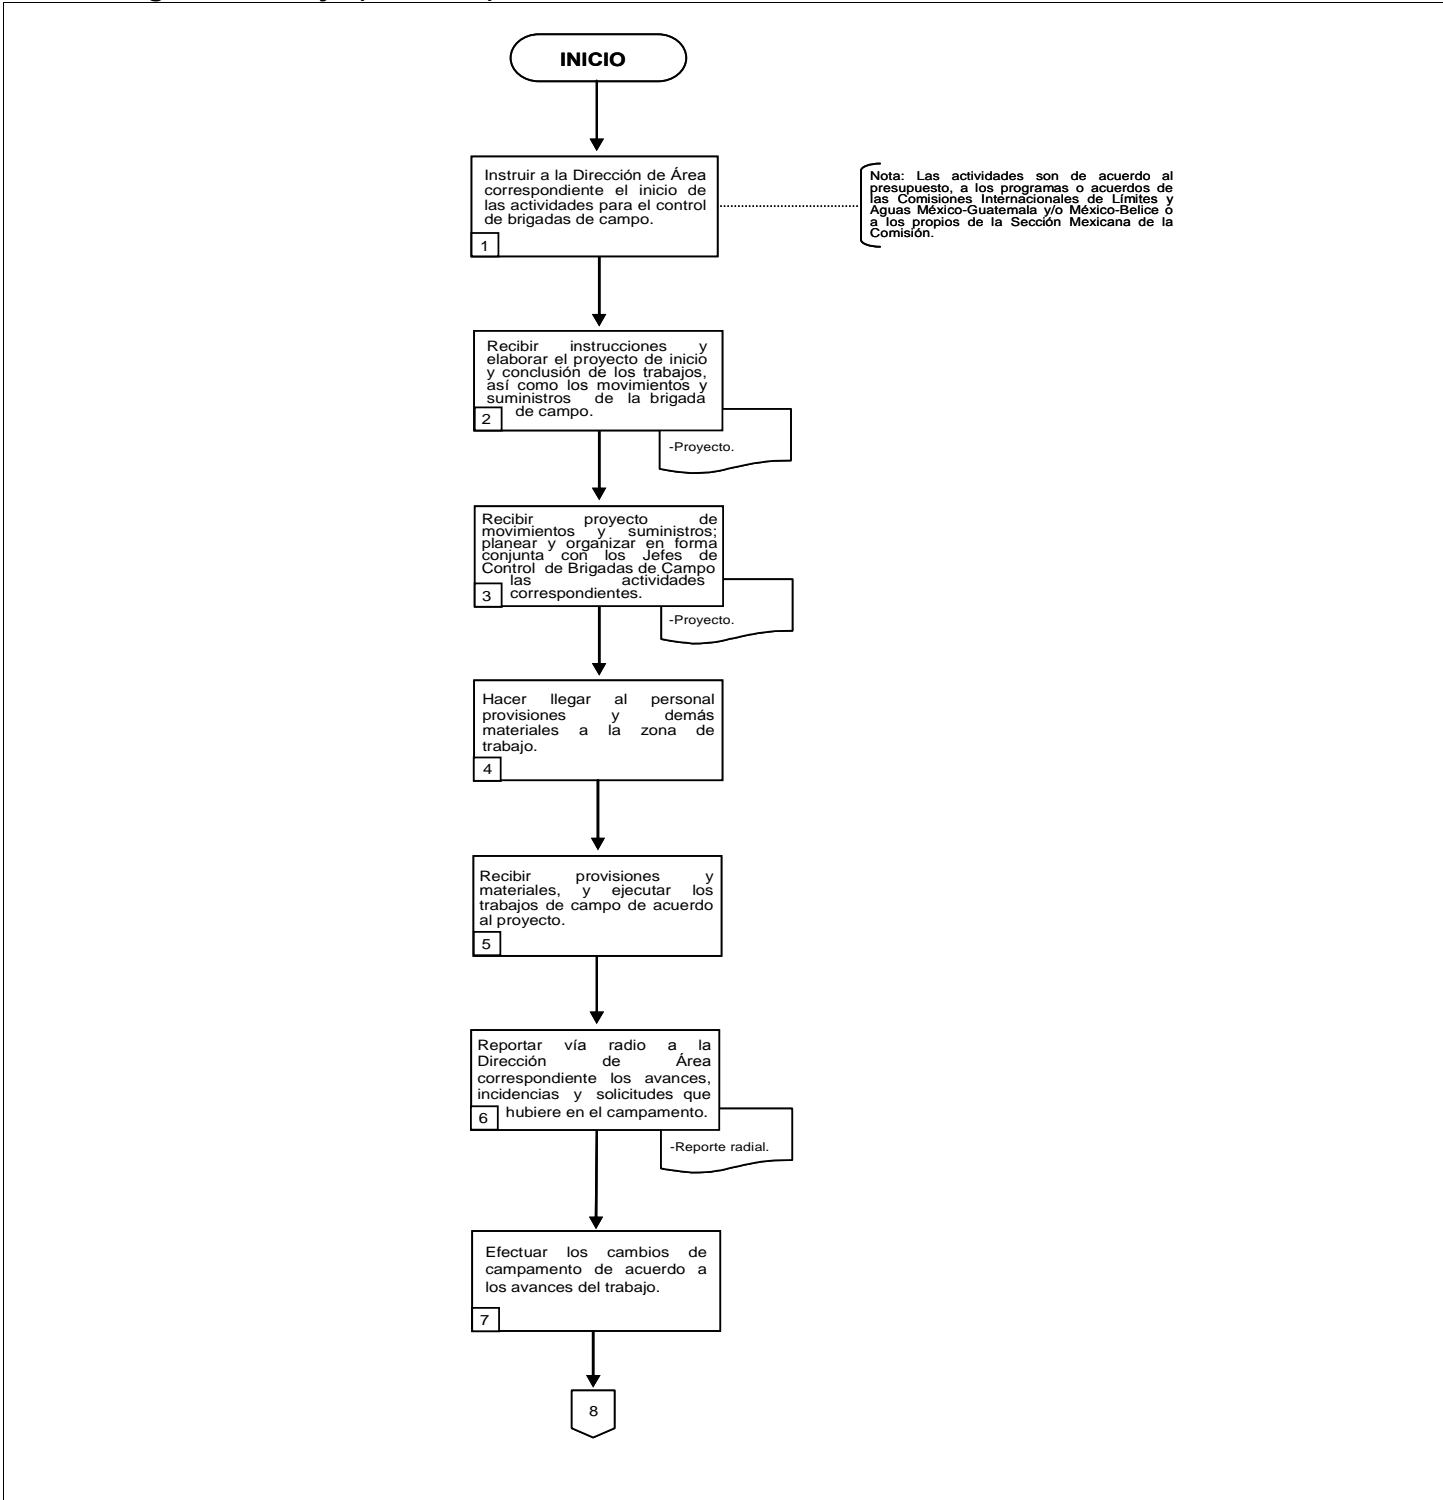 INICIO
Instruir a la Dirección de Área
correspondiente el inicio de
las actividades para el control
de brigadas de campo.
1
Nota: Las actividades son de acuerdo al
presupuesto, a los programas o acuerdos de
las Comisiones Internacionales de Límites y
Aguas México-Guatemala y/o México-Belice o
a los propios de la Sección Mexicana de la
Comisión.
Recibir instrucciones y
elaborar el proyecto de inicio
y conclusión de los trabajos,
así como los movimientos y
suministros de la brigada
de campo.
2
-Proyecto.
Recibir proyecto de
movimientos y suministros;
planear y organizar en forma
conjunta con los Jefes de
Control de Brigadas de Campo
las actividades
correspondientes.
3
-Proyecto.
Hacer llegar al personal
provisiones y demás
materiales a la zona de
trabajo.
4
Recibir provisiones y
materiales, y ejecutar los
trabajos de campo de acuerdo
al proyecto.
5
Reportar vía radio a la
Dirección de Área
correspondiente los avances,
incidencias y solicitudes que
hubiere en el campamento.
6
-Reporte radial.
Efectuar los cambios de
campamento de acuerdo a
los avances del trabajo.
7
8